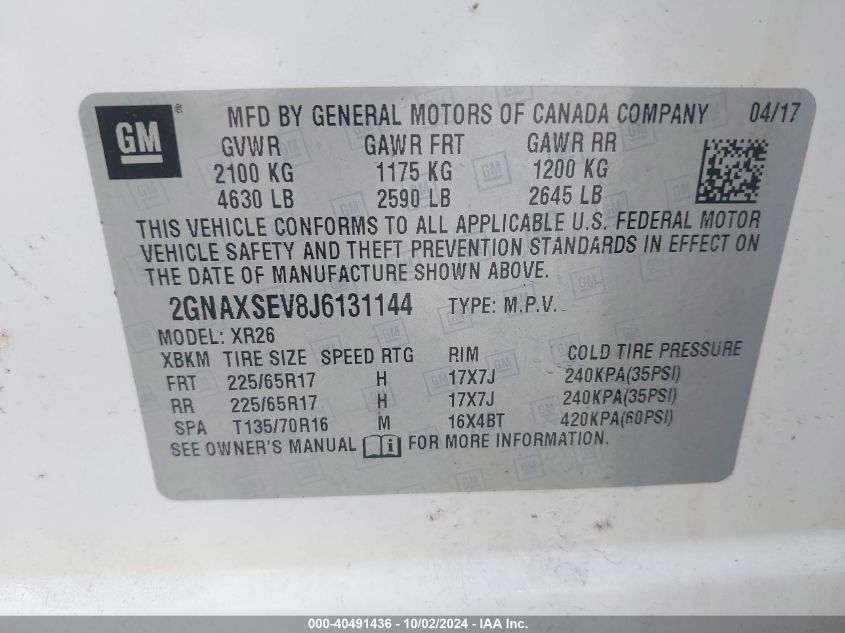 GM ® MFD BY GENERAL MOTORS OF CANADA COMPANY 04/17
GVWR GAWR FRT GAWR RR
2100 KG 1175 KG 1200 KG
4630 LB 2590 LB 2645 LB
THIS VEHICLE CONFORMS TO ALL APPLICABLE U.S. FEDERAL MOTOR
VEHICLE SAFETY AND THEFT PREVENTION STANDARDS IN EFFECT ON
THE DATE OF MANUFACTURE SHOWN ABOVE.
2GNAXSEV8J6131144 TYPE: M.P.V.
MODEL: XR26
XBKM TIRE SIZE SPEED RTG RIM COLD TIRE PRESSURE
FRT 225/65R17 H 17X7J 240KPA(35PSI)
RR 225/65R17 H 17X7J 240KPA(35PSI)
SPA T135/70R16 M 16X4BT 420KPA(60PSI)
SEE OWNER'S MANUAL i FOR MORE INFORMATION.
000-40491436 - 10/02/2024 - IAA Inc.